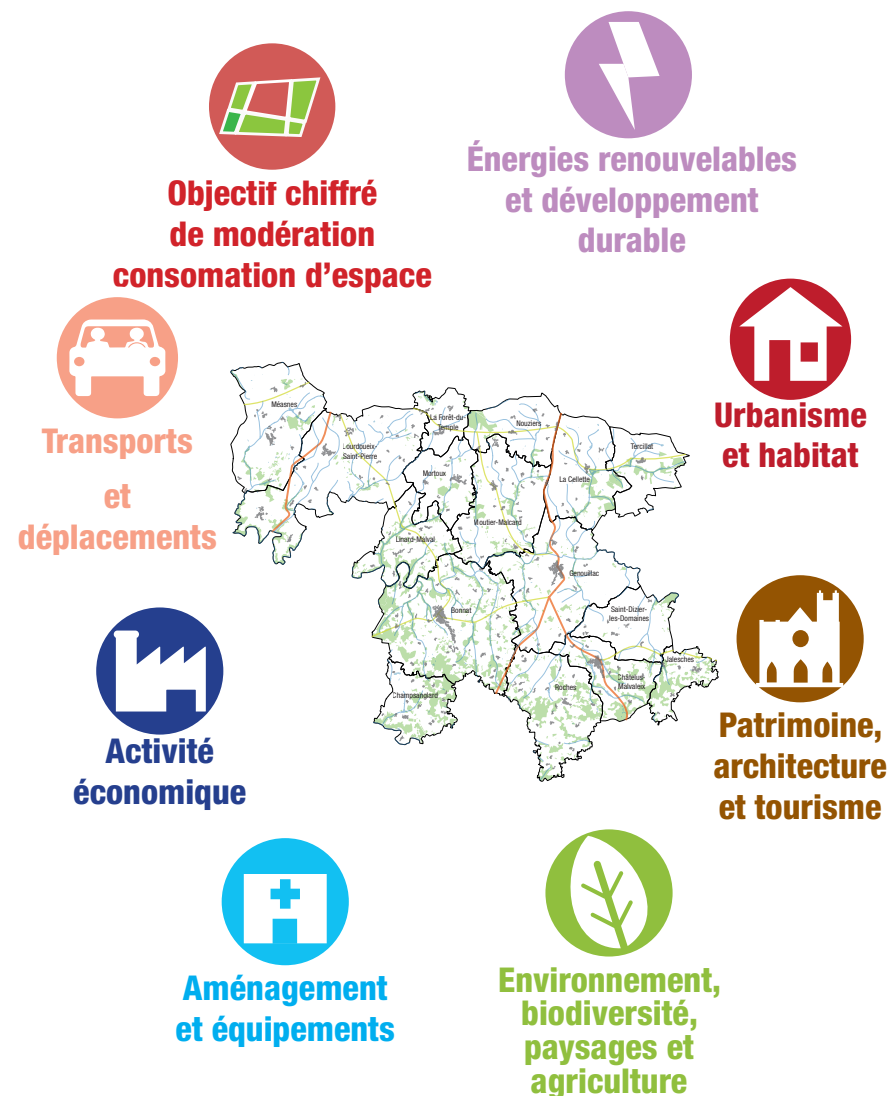 Objectif chiffré
de modération
consomation d'espace
Énergies renouvelables
et développement
durable
Transports
et
déplacements
Urbanisme
et habitat
Méasnes
Lourdoueix-
Saint-Pierre
La Forêt-du-
Temple
Nouziers
Tercillat
La Cellette
Mortoux
Moutier-Malcard
Linard-Malval
Genouillac
Bonnat
Saint-Dizier-
les-Domaines
Jalesches
Châtelus-
Malvaleix
Roches
Champsanglard
Activité
économique
Patrimoine,
architecture
et tourisme
Aménagement
et équipements
Environnement,
biodiversité,
paysages et
agriculture